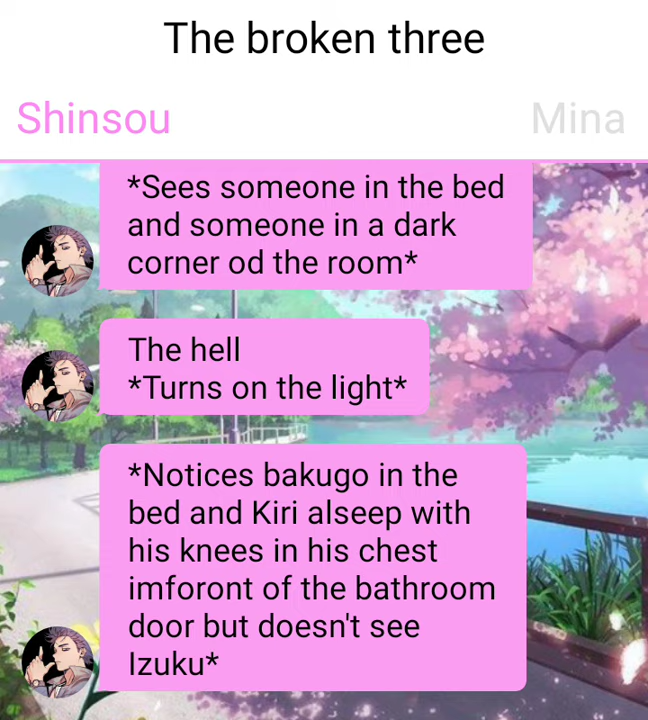 The broken three
Shinsou
Mina
*Sees someone in the bed
and someone in a dark
corner od the room*
The hell
*Turns on the light*
*Notices bakugo in the
bed and Kiri alseep with
his knees in his chest
imforont of the bathroom
door but doesn't see
Izuku*